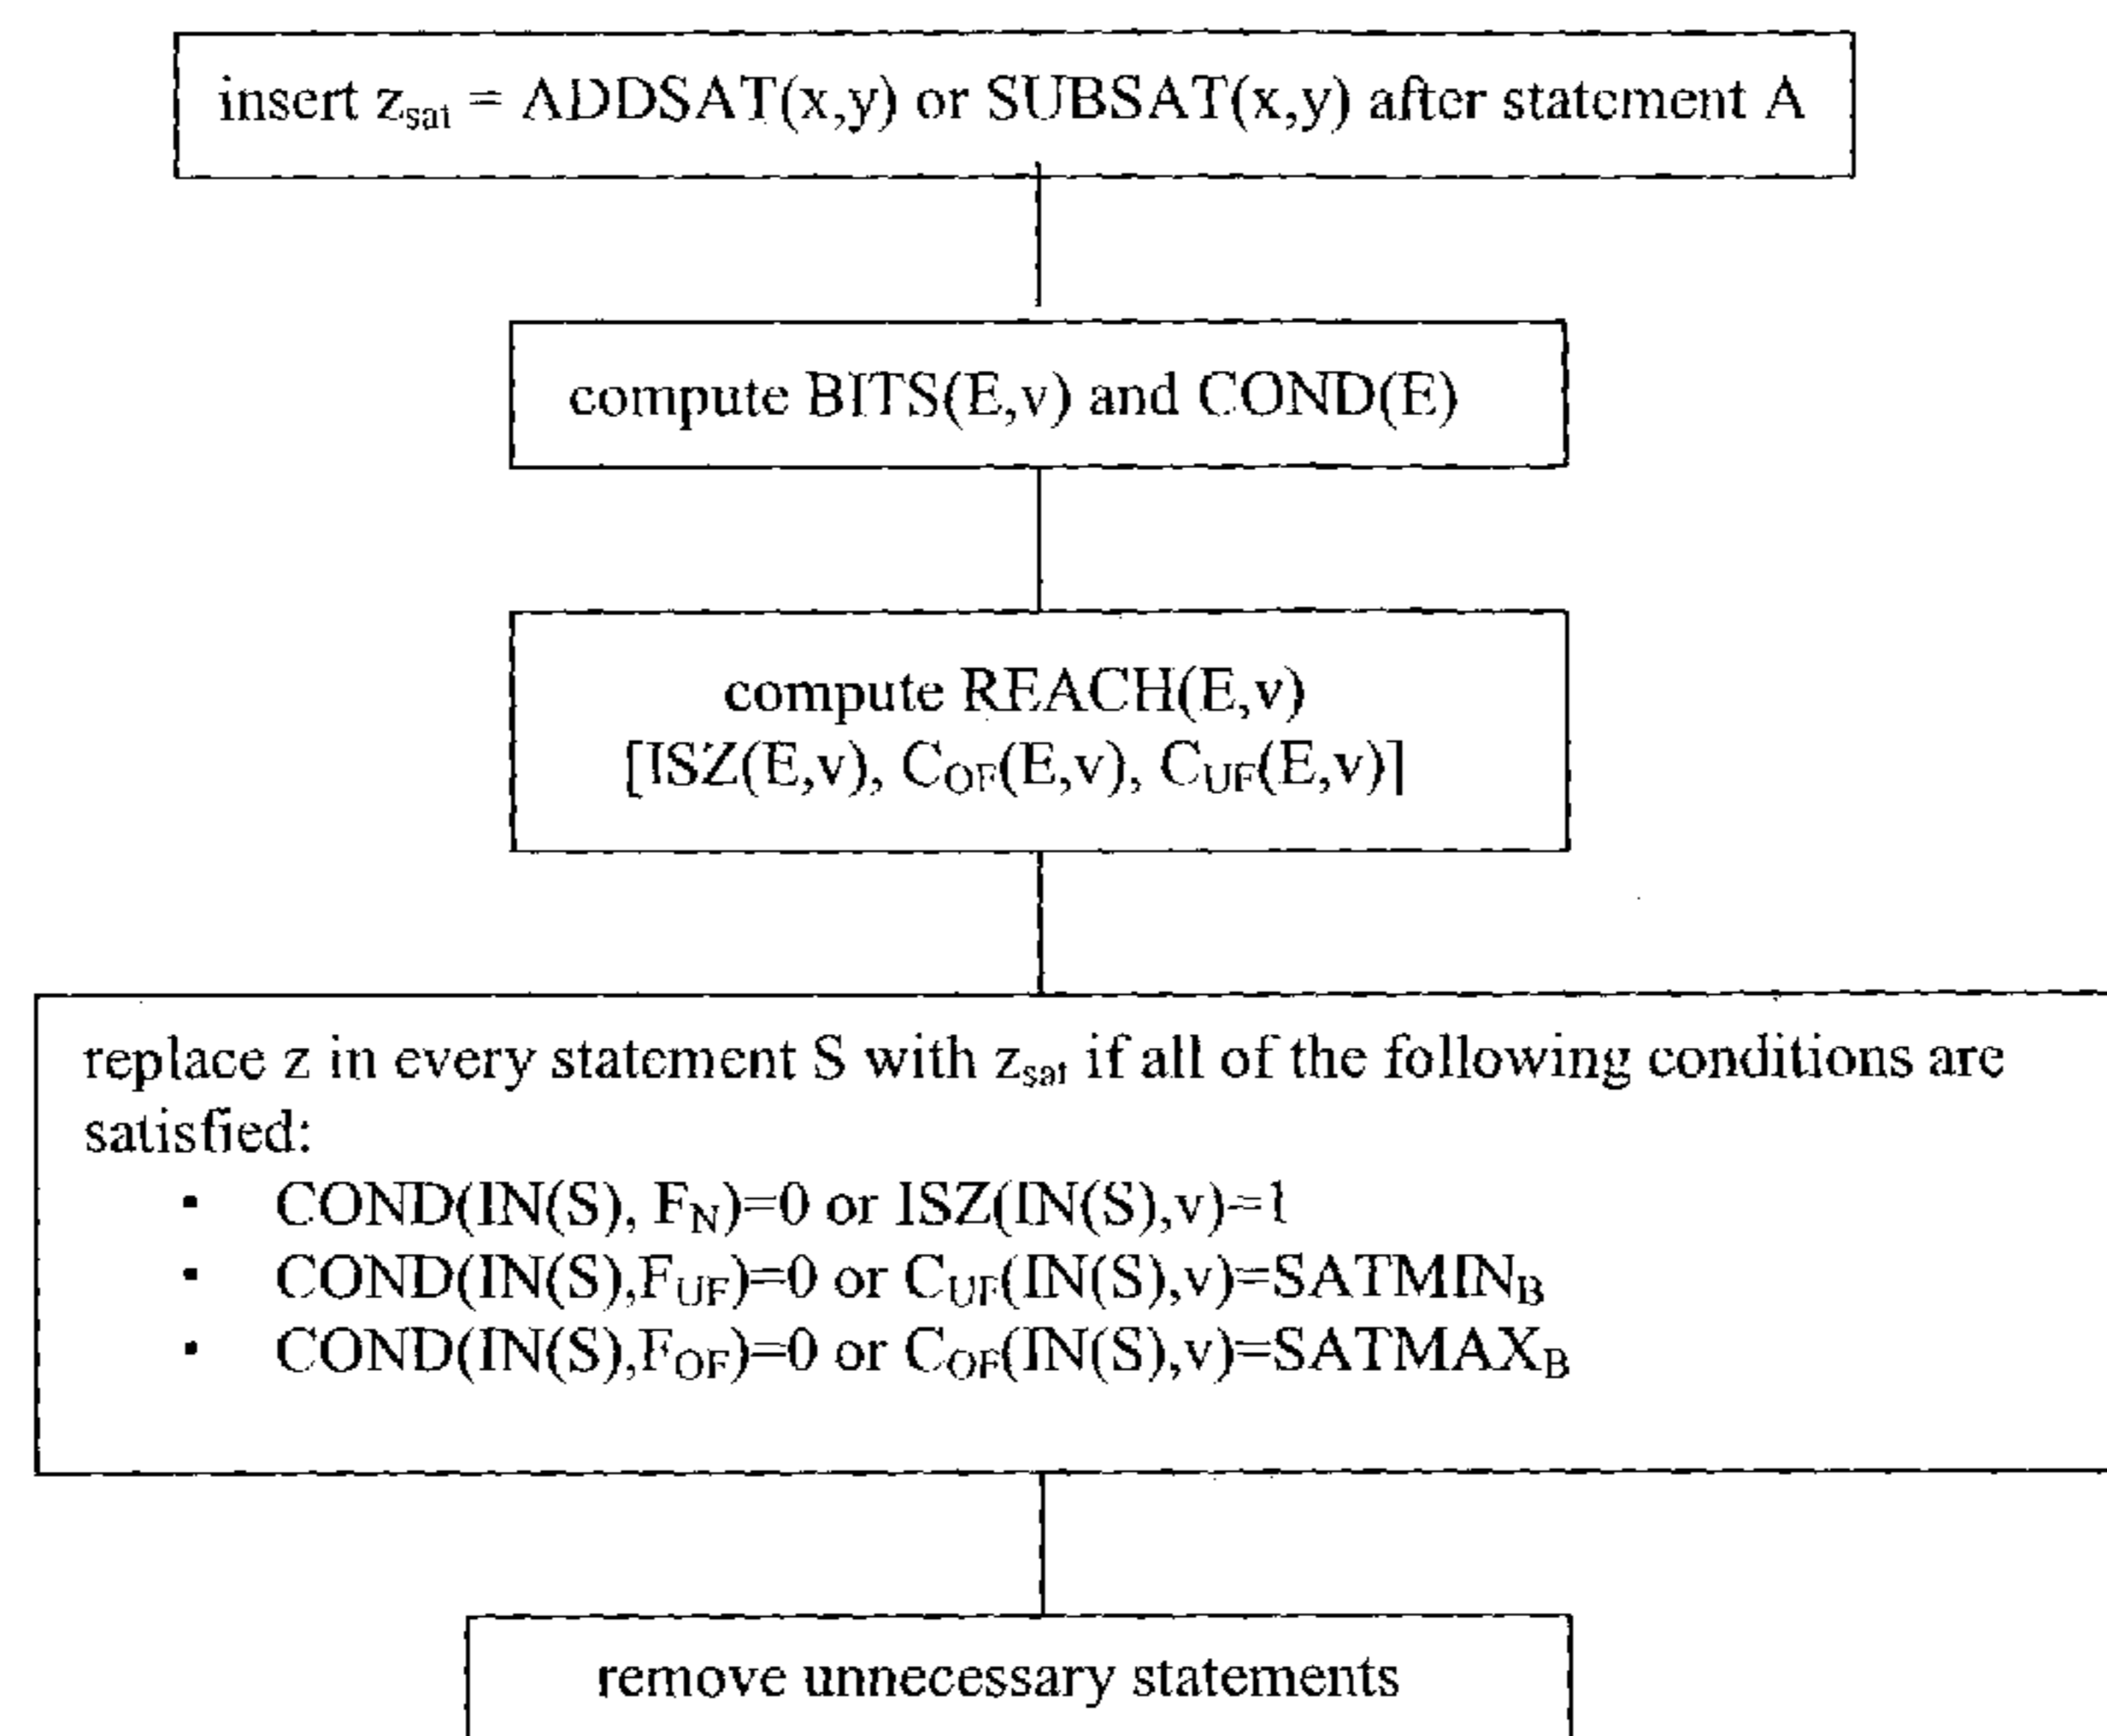 insert z_sat = ADDSAT(x,y) or SUBSAT(x,y) after statement A
compute BITS(E,v) and COND(E)
compute REACH(E,v)
[ISZ(E,v), C_OF(E,v), C_UF(E,v)]
replace z in every statement S with z_sat if all of the following conditions are
satisfied:
▪ COND(IN(S), F_N)=0 or ISZ(IN(S),v)=1
▪ COND(IN(S),F_UF)=0 or C_UF(IN(S),v)=SATMIN_B
▪ COND(IN(S),F_OF)=0 or C_OF(IN(S),v)=SATMAX_B
remove unnecessary statements